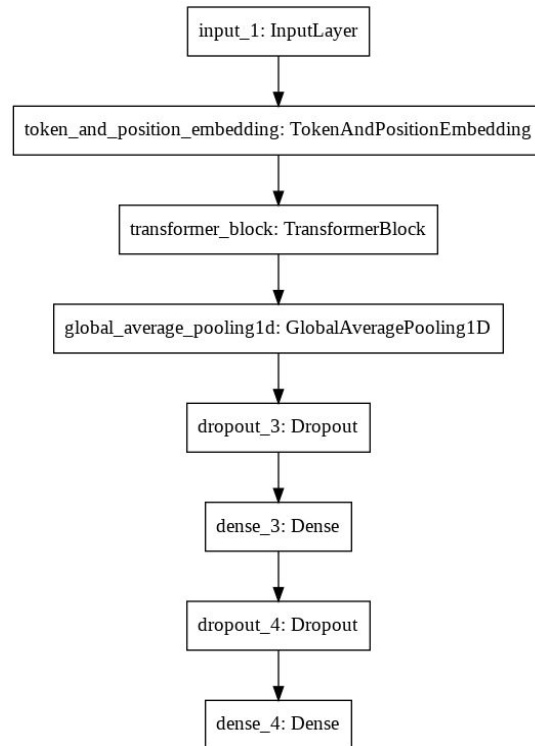 input_1: InputLayer
token_and_position_embedding: TokenAndPositionEmbedding
transformer_block: TransformerBlock
global_average_pooling1d: GlobalAveragePooling1D
dropout_3: Dropout
dense_3: Dense
dropout_4: Dropout
dense_4: Dense